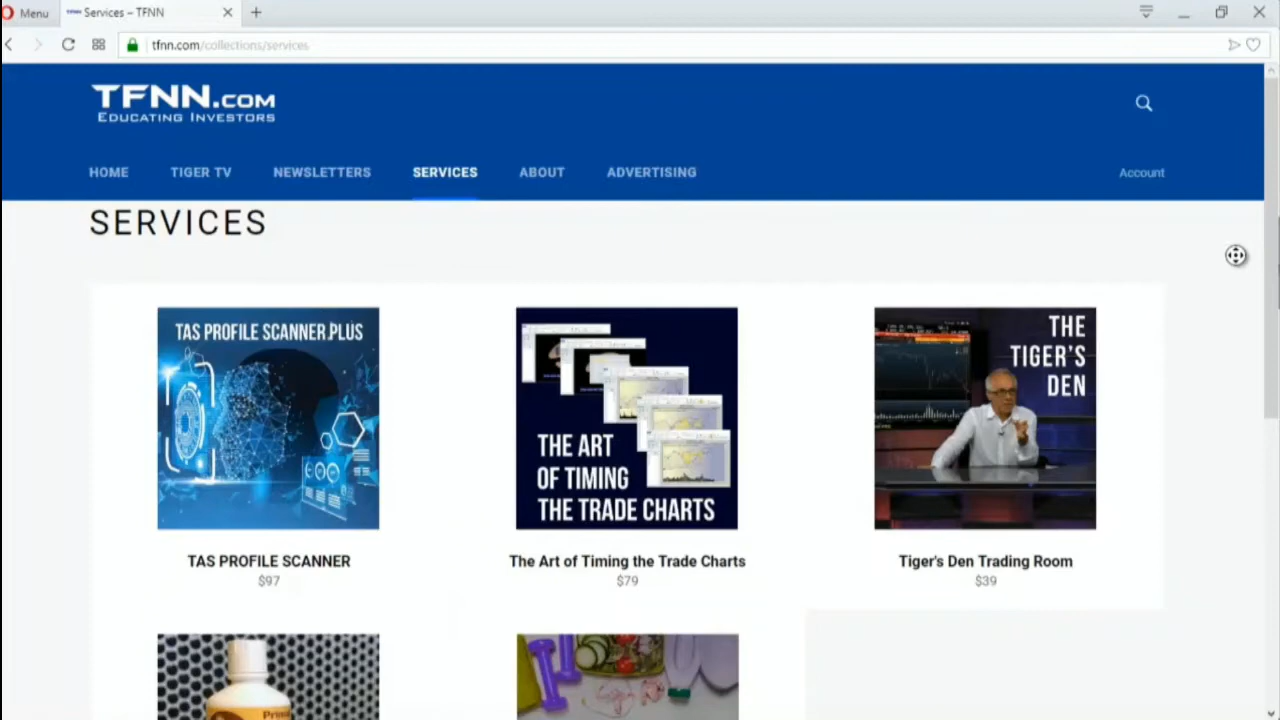 Menu
Services – TFNN
tfnn.com/collections/services
TFNN.COM
EDUCATING INVESTORS
HOME TIGER TV NEWSLETTERS SERVICES ABOUT ADVERTISING Account
SERVICES
TAS PROFILE SCANNER PLUS
THE ART
OF TIMING
THE TRADE CHARTS
THE
TIGER'S
DEN
TAS PROFILE SCANNER
$97
The Art of Timing the Trade Charts
$79
Tiger's Den Trading Room
$39